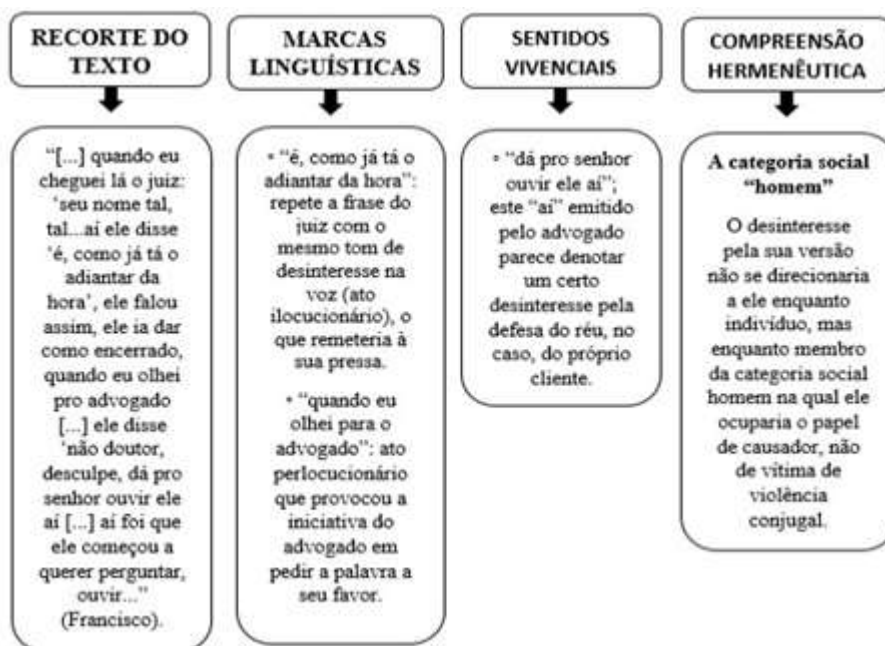 RECORTE DO
TEXTO
“[...] quando eu
cheguei lá o juiz:
‘seu nome tal,
tal...aí ele disse
‘é, como já tá o
adiantar da
hora’, ele falou
assim, ele ia dar
como encerrado,
quando eu olhei
pro advogado
[...] ele disse
‘não doutor,
desculpe, dá pro
senhor ouvir ele
aí [...] aí foi que
ele começou a
querer perguntar,
ouvir...”
(Francisco).
MARCAS
LINGUÍSTICAS
• “é, como já tá o
adiantar da hora”:
repete a frase do
juiz com o
mesmo tom de
desinteresse na
voz (ato
ilocucionário), o
que remeteria à
sua pressa.
• “quando eu
olhei para o
advogado”: ato
perlocucionário
que provocou a
iniciativa do
advogado em
pedir a palavra a
seu favor.
SENTIDOS
VIVENCIAIS
• “dá pro senhor
ouvir ele aí”;
este “aí” emitido
pelo advogado
parece denotar
um certo
desinteresse pela
defesa do réu, no
caso, do próprio
cliente.
COMPREENSÃO
HERMENÊUTICA
A categoria social
“homem”
O desinteresse
pela sua versão
não se direcionaria
a ele enquanto
indivíduo, mas
enquanto membro
da categoria social
homem na qual ele
ocuparia o papel
de causador, não
de vítima de
violência
conjugal.